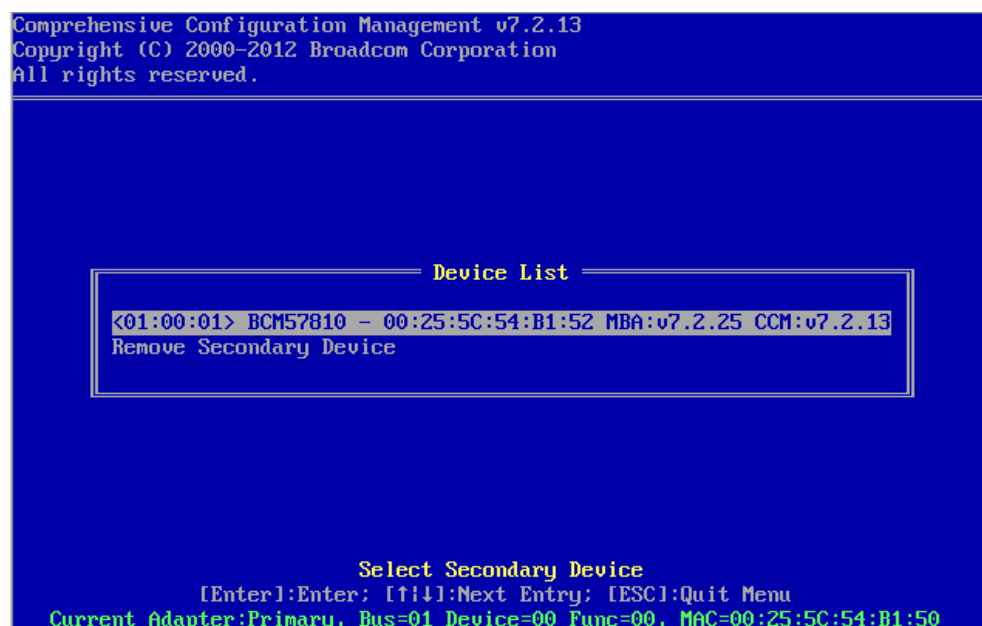 Comprehensive Configuration Management v7.2.13
Copyright (C) 2000-2012 Broadcom Corporation
All rights reserved.
Device List
<01:00:01> BCM57810 - 00:25:5C:54:B1:52 MBA:v7.2.25 CCM:v7.2.13
Remove Secondary Device
Select Secondary Device
[Enter]:Enter; [↑|↓]:Next Entry; [ESC]:Quit Menu
Current Adapter:Primary, Bus=01 Device=00 Func=00, MAC=00:25:5C:54:B1:50